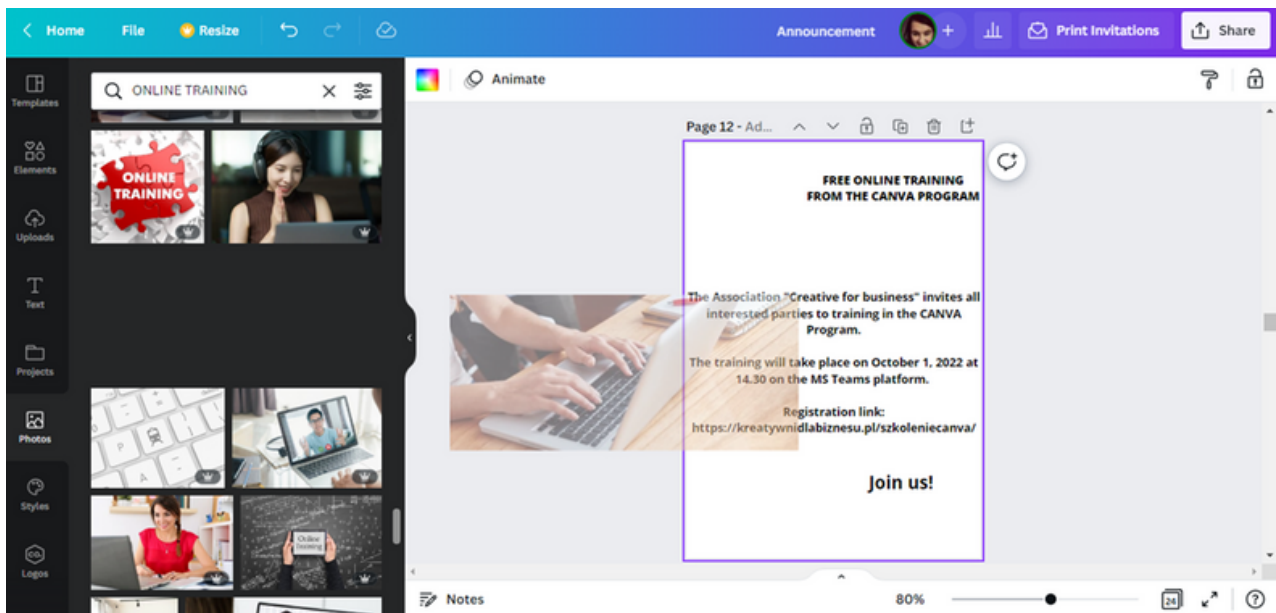 Home File Resize Announcement + Print Invitations Share
Templates
Elements
Uploads
Text
Projects
Photos
Styles
CO.
Logos
ONLINE TRAINING
ONLINE
TRAINING
Online
Training
Animate
Page 12 - Ad...
FREE ONLINE TRAINING
FROM THE CANVA PROGRAM
The Association "Creative for business" invites all
interested parties to training in the CANVA
Program.
The training will take place on October 1, 2022 at
14.30 on the MS Teams platform.
Registration link:
https://kreatywnidlabiznesu.pl/szkoleniecanva/
Join us!
Notes 80% 24 ?